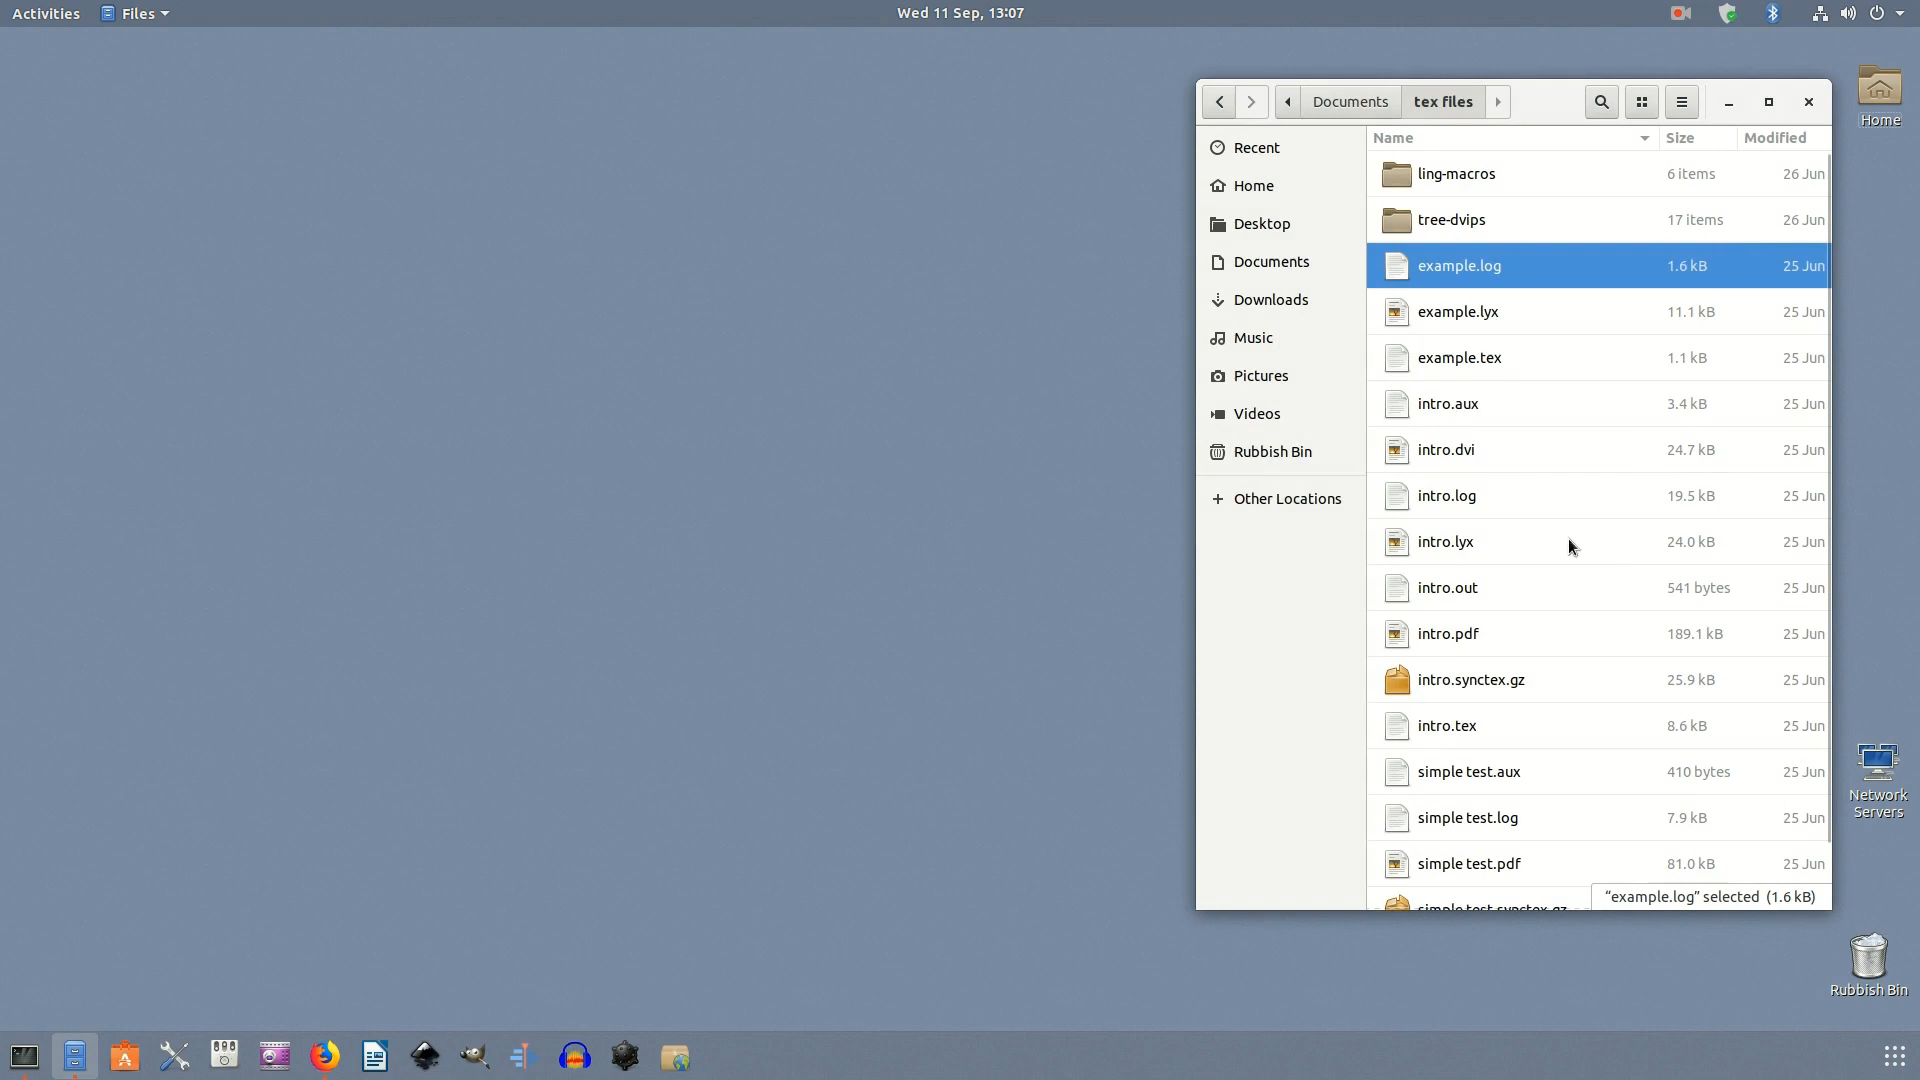 Activities Files Wed 11 Sep, 13:07
Documents tex files
Home
Recent
Home
Desktop
Documents
Downloads
Music
Pictures
Videos
Rubbish Bin
Other Locations
Name Size Modified
ling-macros 6 items 26 Jun
tree-dvips 17 items 26 Jun
example.log 1.6 kB 25 Jun
example.lyx 11.1 kB 25 Jun
example.tex 1.1 kB 25 Jun
intro.aux 3.4 kB 25 Jun
intro.dvi 24.7 kB 25 Jun
intro.log 19.5 kB 25 Jun
intro.lyx 24.0 kB 25 Jun
intro.out 541 bytes 25 Jun
intro.pdf 189.1 kB 25 Jun
intro.synctex.gz 25.9 kB 25 Jun
intro.tex 8.6 kB 25 Jun
simple test.aux 410 bytes 25 Jun
simple test.log 7.9 kB 25 Jun
simple test.pdf 81.0 kB 25 Jun
simple test.synctex.gz
“example.log” selected (1.6 kB)
Network
Servers
Rubbish Bin